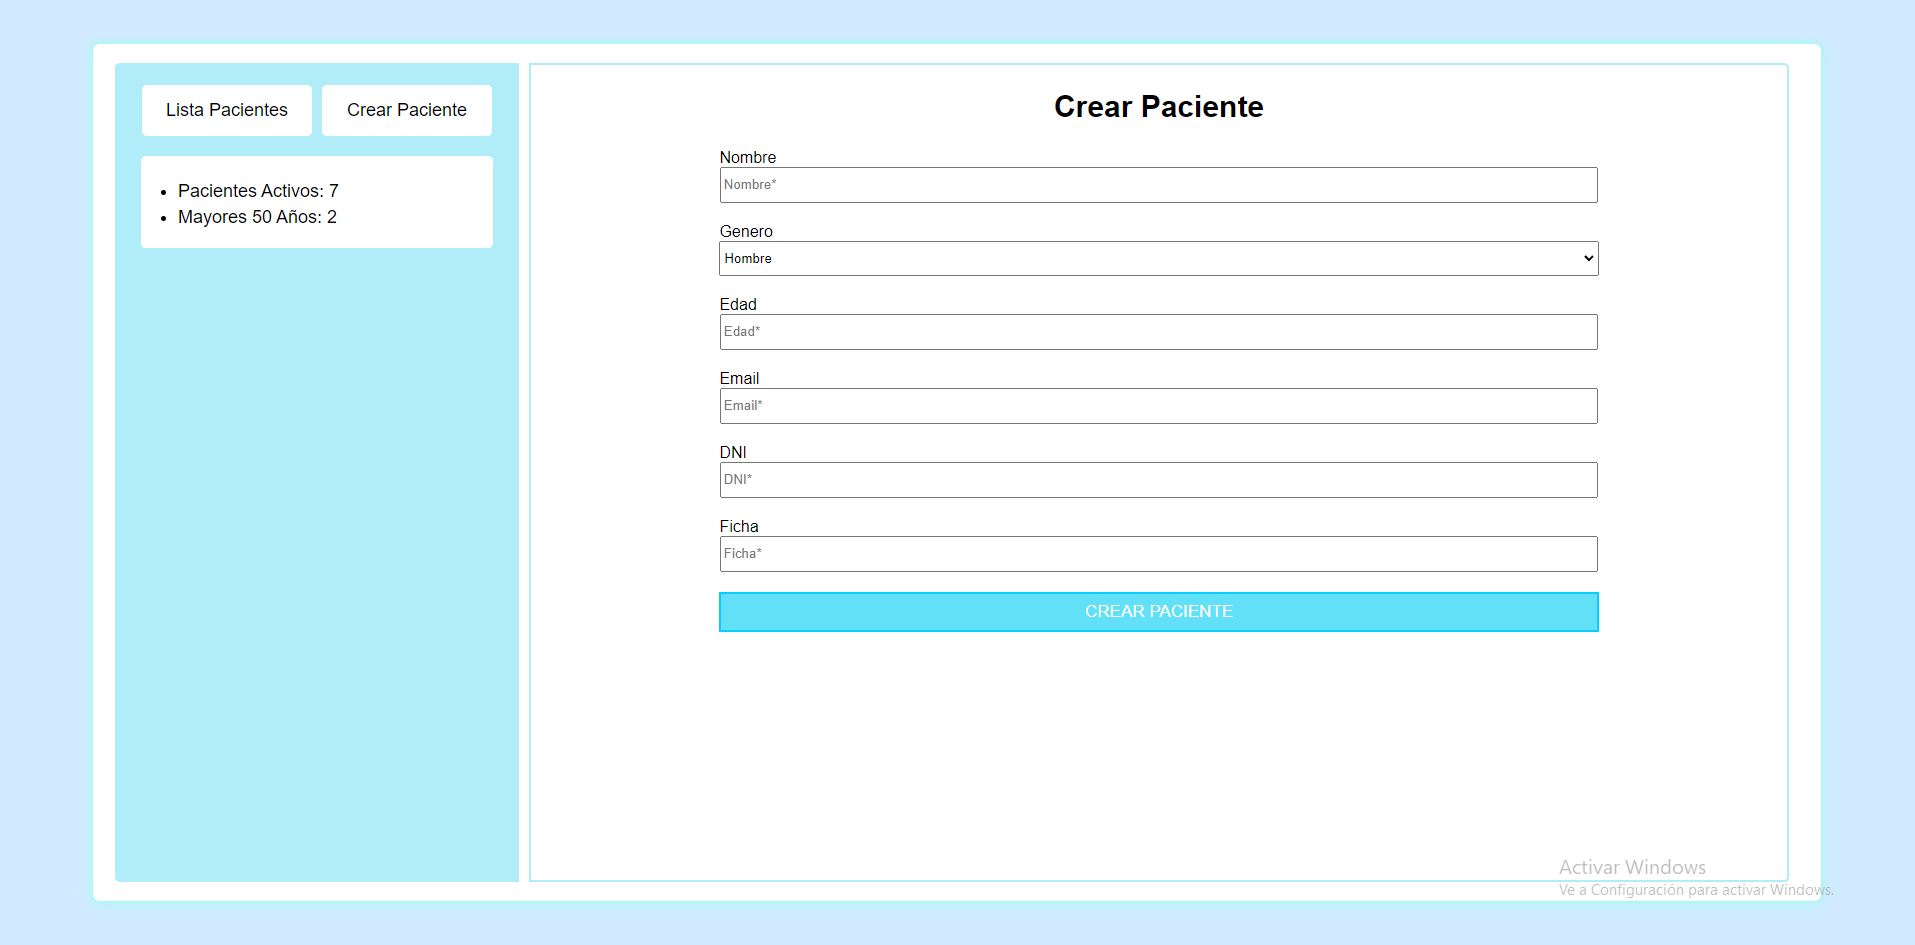 Lista Pacientes
Crear Paciente
Pacientes Activos: 7
Mayores 50 Años: 2
Crear Paciente
Nombre
Nombre*
Genero
Hombre
Edad
Edad*
Email
Email*
DNI
DNI*
Ficha
Ficha*
CREAR PACIENTE
Activar Windows
Ve a Configuración para activar Windows.